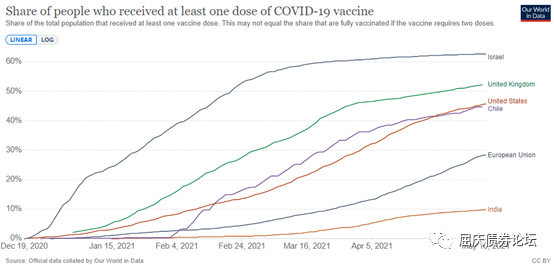 Share of people who received at least one dose of COVID-19 vaccine
Share of the total population that received at least one vaccine dose. This may not equal the share that are fully vaccinated if the vaccine requires two doses.
Our World
in Data
LINEAR
LOG
60%
50%
40%
30%
20%
10%
0%
Israel
United Kingdom
United States
Chile
European Union
India
Dec 19, 2020
Jan 15, 2021
Feb 4, 2021
Feb 24, 2021
Mar 16, 2021
Apr 5, 2021
May 10, 2021
屈庆债券论坛
Source: Official data collated by Our World in Data
CC BY